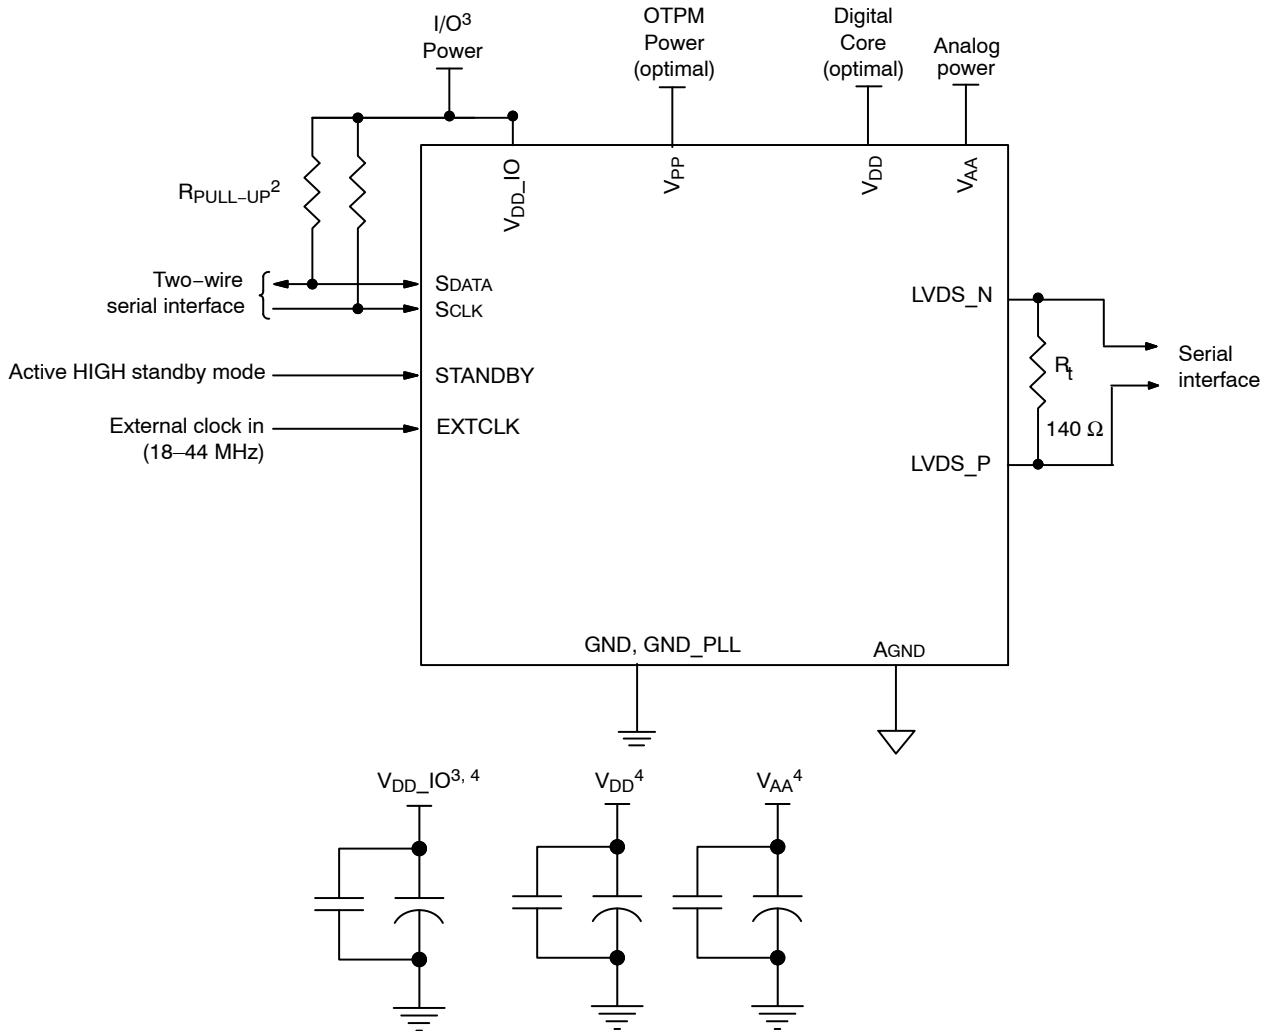 I/O3
Power
OTPM
Power
(optimal)
Digital
Core
(optimal)
Analog
power
RPULL−UP2
VDD_IO
VPP
VDD
VAA
Two−wire
serial interface
SDATA
SCLK
Active HIGH standby mode
STANDBY
External clock in
(18–44 MHz)
EXTCLK
LVDS_N
Rt
140 Ω
LVDS_P
Serial
interface
GND, GND_PLL
AGND
VDD_IO3, 4
VDD4
VAA4